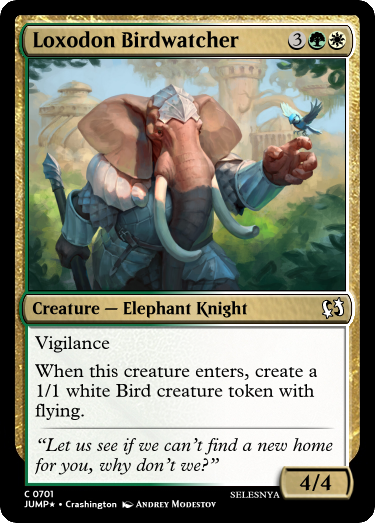 Loxodon Birdwatcher 3
Creature — Elephant Knight
Vigilance
When this creature enters, create a
1/1 white Bird creature token with
flying.
“Let us see if we can’t find a new home
for you, why don’t we?”
4/4
C 0701
SELESNYA
JUMP★ • Crashington Andrey Modestov